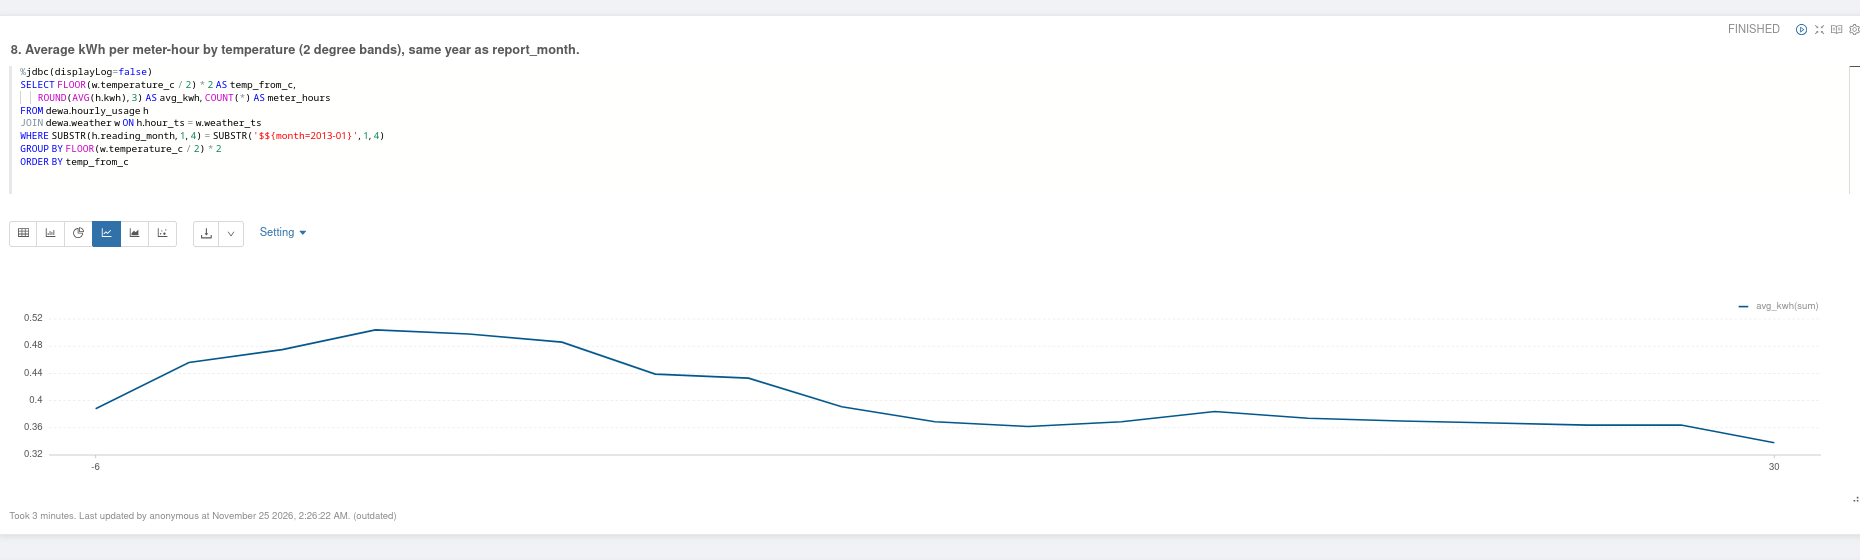 FINISHED
8. Average kWh per meter-hour by temperature (2 degree bands), same year as report_month.
%jdbc(displayLog=false)
SELECT FLOOR(w.temperature_c / 2) * 2 AS temp_from_c,
ROUND(AVG(h.kwh), 3) AS avg_kwh, COUNT(*) AS meter_hours
FROM dewa.hourly_usage h
JOIN dewa.weather w ON h.hour_ts = w.weather_ts
WHERE SUBSTR(h.reading_month, 1, 4) = SUBSTR('$${month=2013-01}', 1, 4)
GROUP BY FLOOR(w.temperature_c / 2) * 2
ORDER BY temp_from_c
Setting
avg_kwh(sum)
0.52
0.48
0.44
0.4
0.36
0.32
-6 30
Took 3 minutes. Last updated by anonymous at November 25 2026, 2:26:22 AM. (outdated)